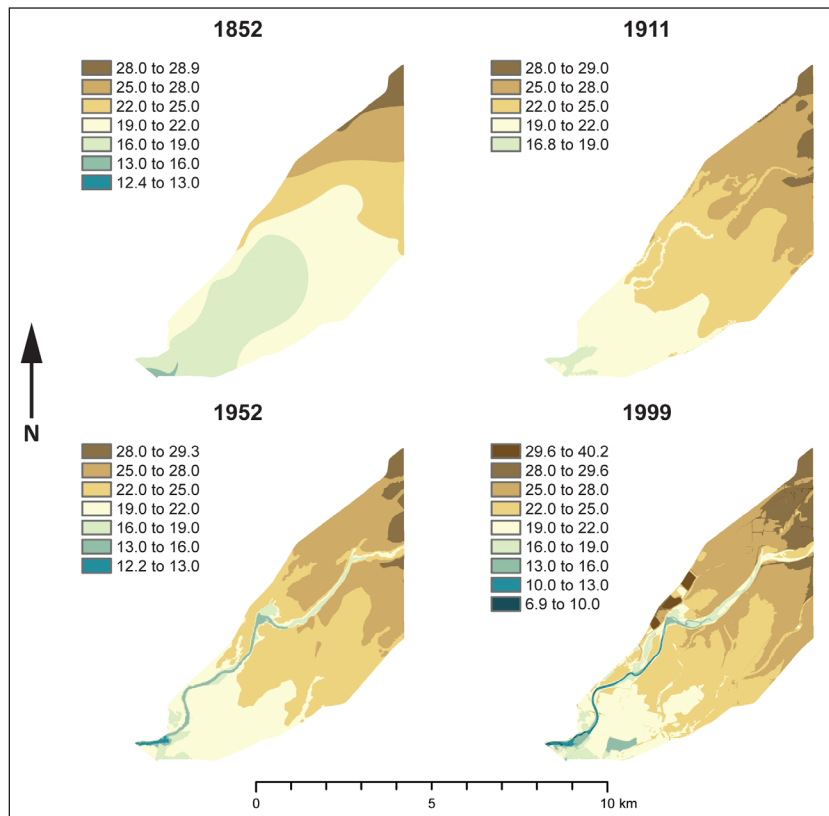 1852
28.0 to 28.9
25.0 to 28.0
22.0 to 25.0
19.0 to 22.0
16.0 to 19.0
13.0 to 16.0
12.4 to 13.0
1911
28.0 to 29.0
25.0 to 28.0
22.0 to 25.0
19.0 to 22.0
16.8 to 19.0
N
1952
28.0 to 29.3
25.0 to 28.0
22.0 to 25.0
19.0 to 22.0
16.0 to 19.0
13.0 to 16.0
12.2 to 13.0
1999
29.6 to 40.2
28.0 to 29.6
25.0 to 28.0
22.0 to 25.0
19.0 to 22.0
16.0 to 19.0
13.0 to 16.0
10.0 to 13.0
6.9 to 10.0
0 5 10 km